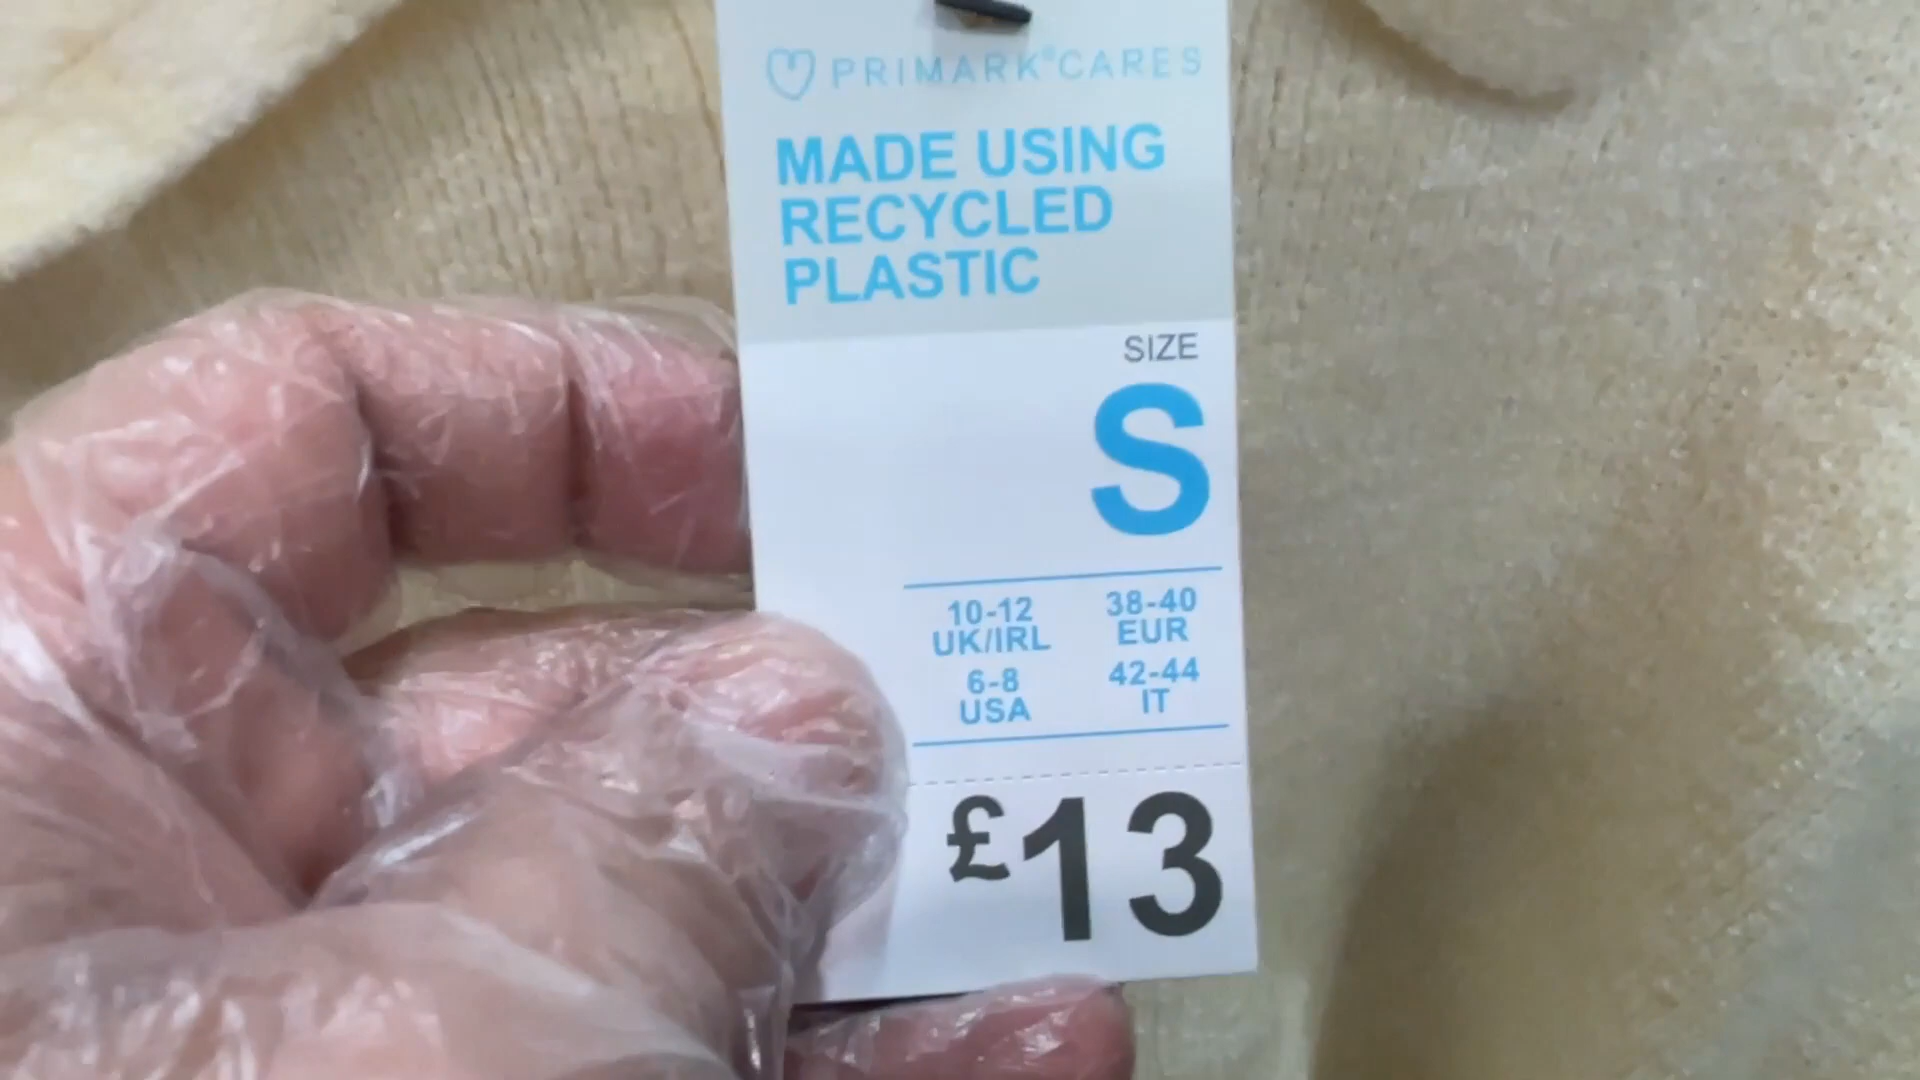 PRIMARK®CARES
MADE USING
RECYCLED
PLASTIC
SIZE
S
10-12 38-40
UK/IRL EUR
6-8 42-44
USA IT
£13